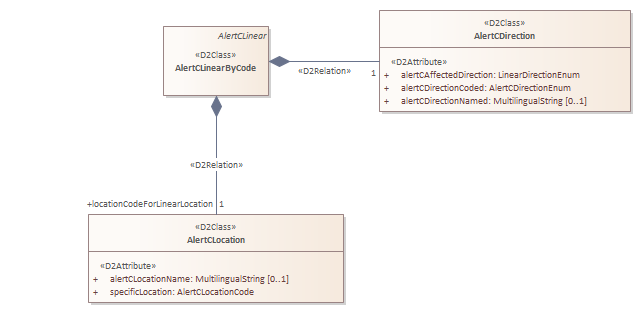 AlertCLinear
«D2Class»
AlertCLinearByCode
«D2Class»
AlertCDirection
«D2Attribute»
+ alertCAffectedDirection: LinearDirectionEnum
+ alertCDirectionCoded: AlertCDirectionEnum
+ alertCDirectionNamed: MultilingualString [0..1]
«D2Relation»
1
«D2Relation»
+locationCodeForLinearLocation 1
«D2Class»
AlertCLocation
«D2Attribute»
+ alertCLocationName: MultilingualString [0..1]
+ specificLocation: AlertCLocationCode